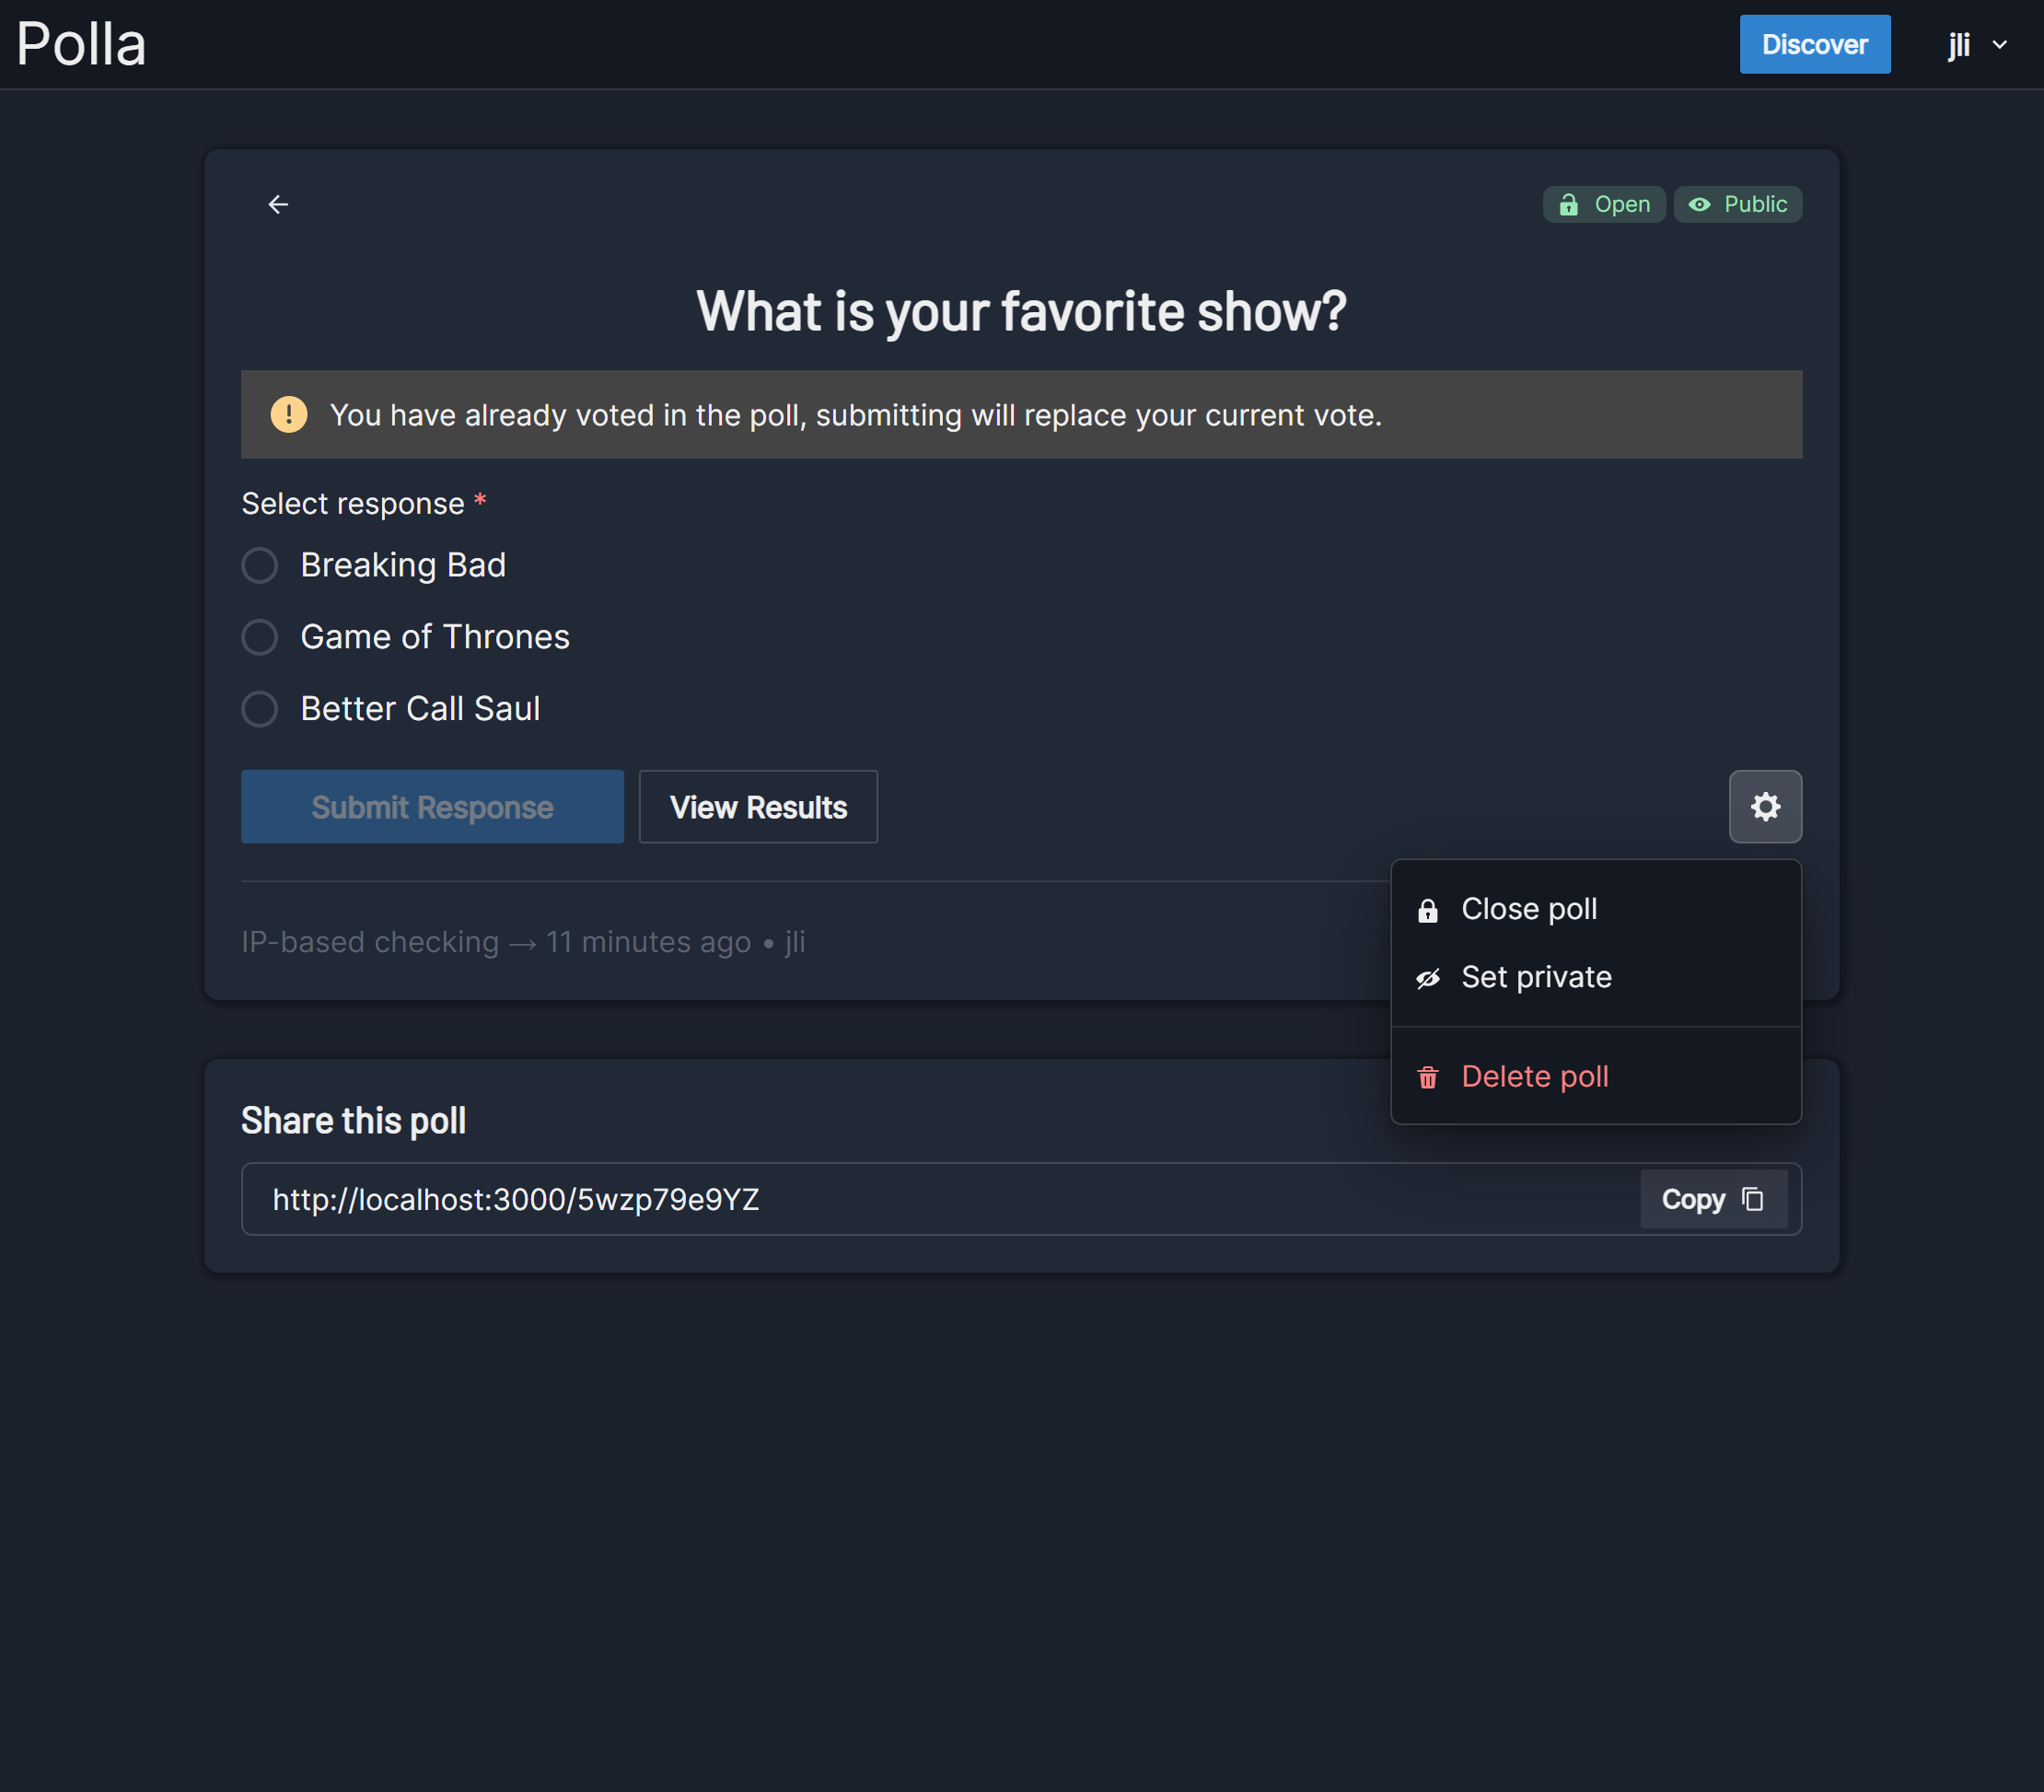 Polla
Discover
jli
Open
Public
What is your favorite show?
You have already voted in the poll, submitting will replace your current vote.
Select response *
Breaking Bad
Game of Thrones
Better Call Saul
Submit Response
View Results
IP-based checking → 11 minutes ago • jli
Close poll
Set private
Delete poll
Share this poll
http://localhost:3000/5wzp79e9YZ
Copy